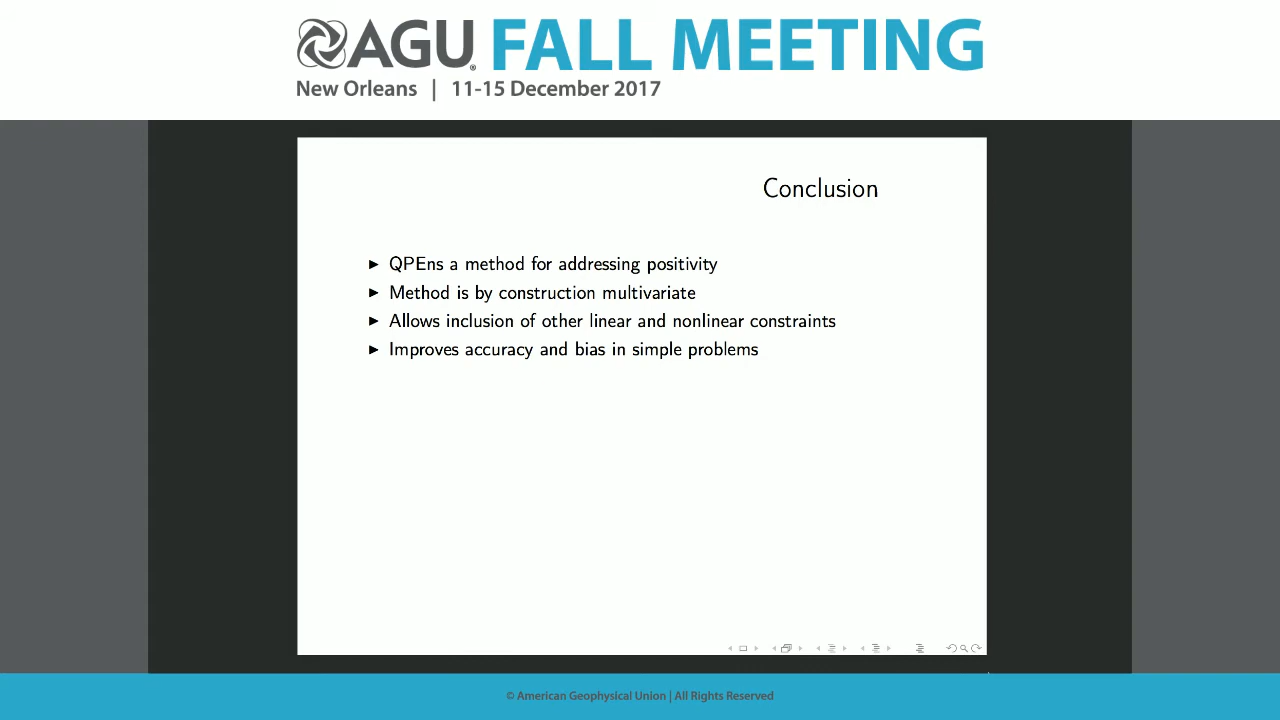 AGU FALL MEETING
New Orleans | 11-15 December 2017
Conclusion
▶ QPEns a method for addressing positivity
▶ Method is by construction multivariate
▶ Allows inclusion of other linear and nonlinear constraints
▶ Improves accuracy and bias in simple problems
© American Geophysical Union | All Rights Reserved